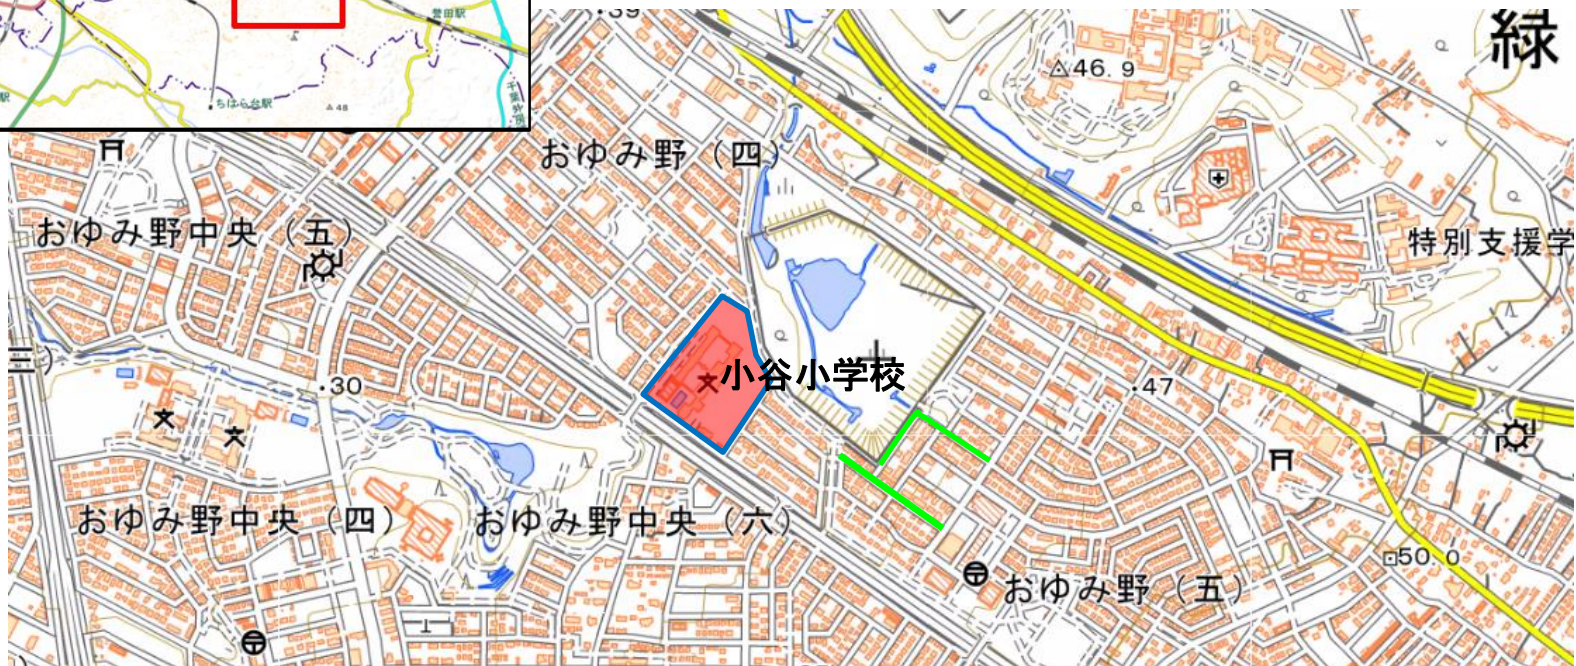 誉田駅
ちはら台駅
48
39
緑
46.9
おゆみ野（四）
おゆみ野中央（五）
特別支援学
小谷小学校
30
47
おゆみ野中央（四）
おゆみ野中央（六）
50.0
おゆみ野（五）